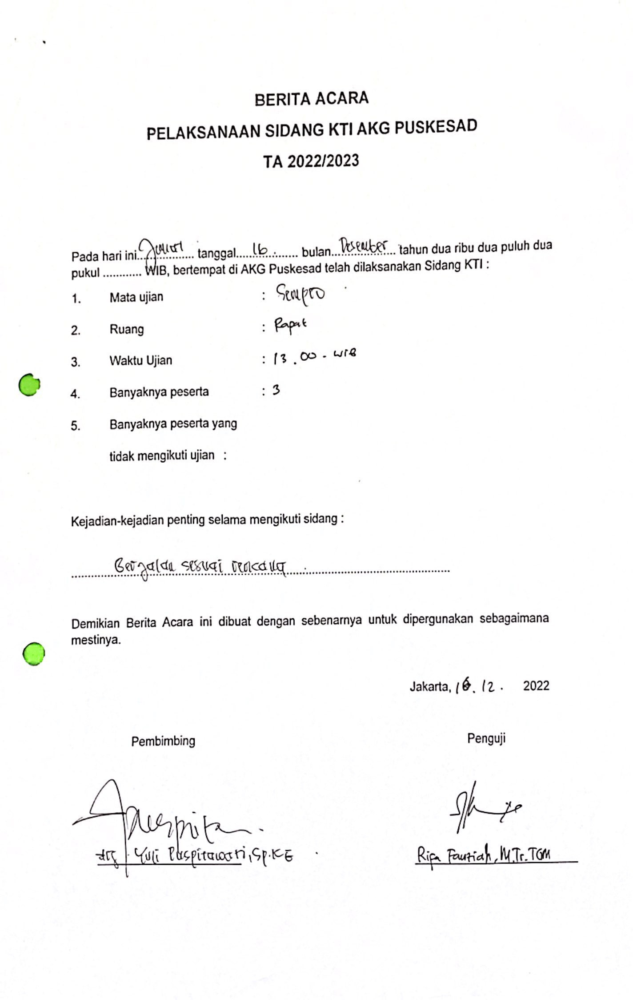 BERITA ACARA
PELAKSANAAN SIDANG KTI AKG PUSKESAD
TA 2022/2023
Pada hari ini..Jumat.......... tanggal.....16........ bulan...Desember.. tahun dua ribu dua puluh dua
pukul ............ WIB, bertempat di AKG Puskesad telah dilaksanakan Sidang KTI :
1. Mata ujian : Sempro
2. Ruang : Rapat
3. Waktu Ujian : 13.00 - WIB
4. Banyaknya peserta : 3
5. Banyaknya peserta yang
tidak mengikuti ujian :
Kejadian-kejadian penting selama mengikuti sidang :
Berjalan sesuai rencana
Demikian Berita Acara ini dibuat dengan sebenarnya untuk dipergunakan sebagaimana
mestinya.
Jakarta, 16. 12. 2022
Pembimbing Penguji
drg. Yuli Puspitawati, Sp.KE Rifa Fauziah, M.Tr.TGM